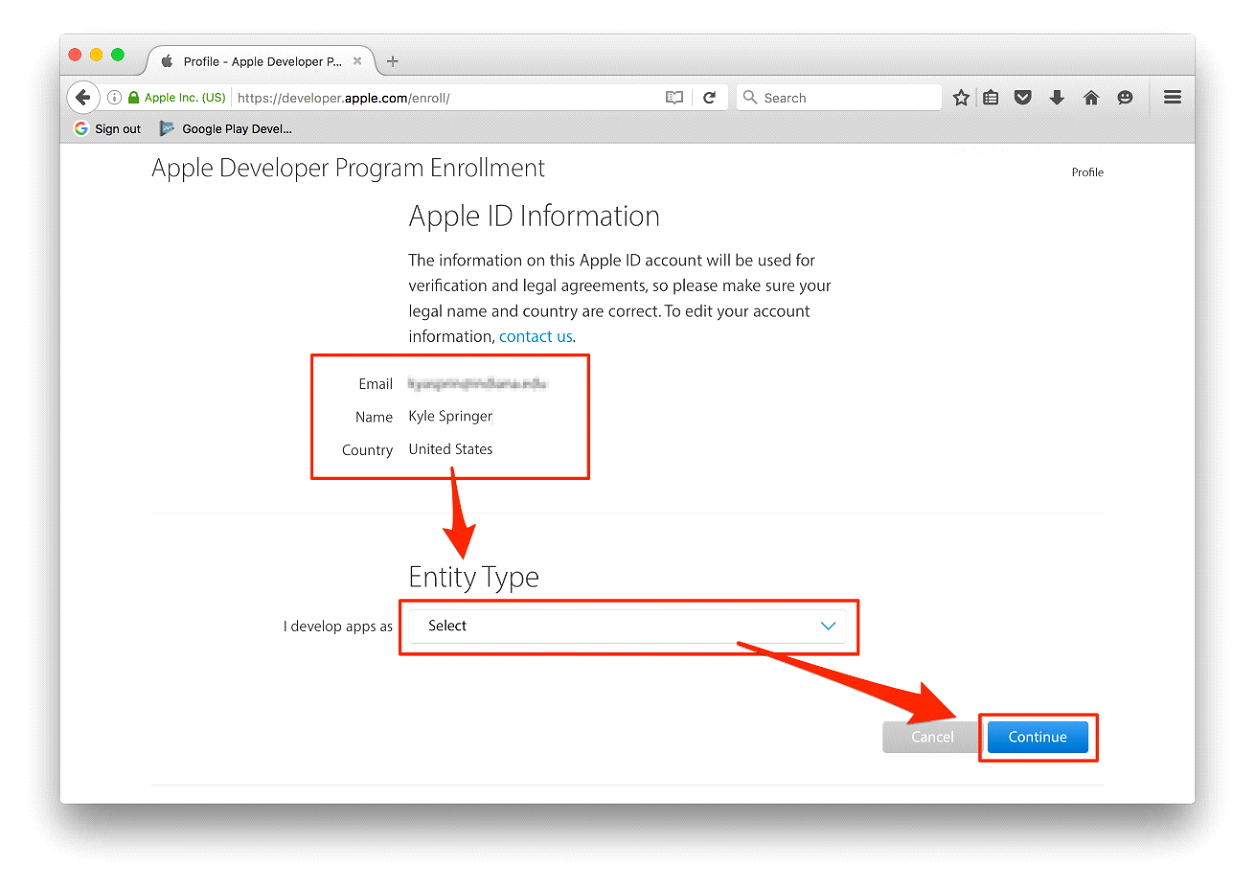 Profile - Apple Developer P...
Apple Inc. (US) https://developer.apple.com/enroll/ Search
Sign out Google Play Devel...
Apple Developer Program Enrollment Profile
Apple ID Information
The information on this Apple ID account will be used for
verification and legal agreements, so please make sure your
legal name and country are correct. To edit your account
information, contact us.
Email
Name Kyle Springer
Country United States
Entity Type
I develop apps as Select
Cancel Continue